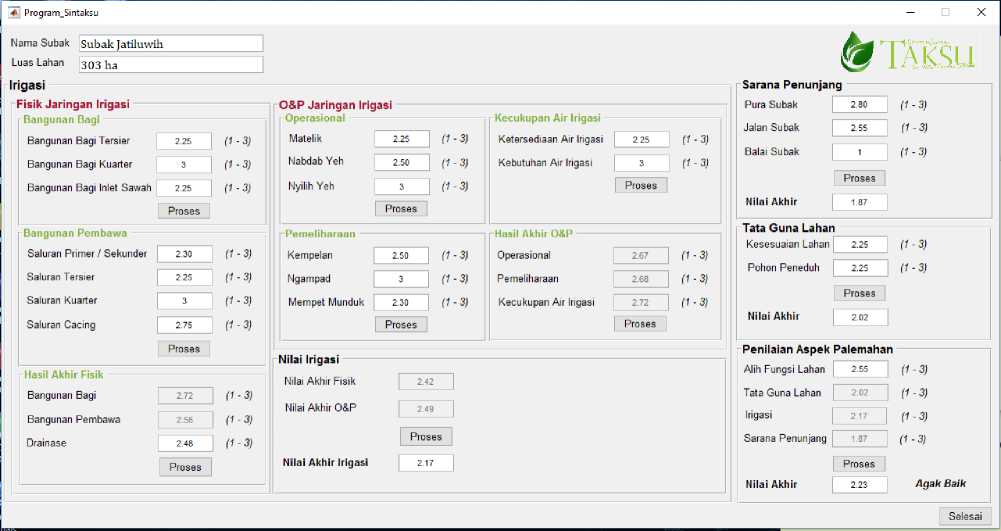 Program_Sintaksu
Nama Subak Subak Jatiluwih
Luas Lahan 303 ha
TAKSU
Irigasi
Fisik Jaringan Irigasi
Bangunan Bagi
Bangunan Bagi Tersier 2.25 (1 - 3)
Bangunan Bagi Kuarter 3 (1 - 3)
Bangunan Bagi Inlet Sawah 2.25 (1 - 3)
Proses
Bangunan Pembawa
Saluran Primer / Sekunder 2.30 (1 - 3)
Saluran Tersier 2.25 (1 - 3)
Saluran Kuarter 3 (1 - 3)
Saluran Cacing 2.75 (1 - 3)
Proses
Hasil Akhir Fisik
Bangunan Bagi 2.72 (1 - 3)
Bangunan Pembawa 2.56 (1 - 3)
Drainase 2.48 (1 - 3)
Proses
O&P Jaringan Irigasi
Operasional
Matelik 2.25 (1 - 3)
Nabdab Yeh 2.50 (1 - 3)
Nyilih Yeh 3 (1 - 3)
Proses
Kecukupan Air Irigasi
Ketersediaan Air Irigasi 2.25 (1 - 3)
Kebutuhan Air Irigasi 3 (1 - 3)
Proses
Pemeliharaan
Kempelan 2.50 (1 - 3)
Ngampad 3 (1 - 3)
Mempet Munduk 2.30 (1 - 3)
Proses
Hasil Akhir O&P
Operasional 2.67 (1 - 3)
Pemeliharaan 2.68 (1 - 3)
Kecukupan Air Irigasi 2.72 (1 - 3)
Proses
Nilai Irigasi
Nilai Akhir Fisik 2.42
Nilai Akhir O&P 2.49
Proses
Nilai Akhir Irigasi 2.17
Sarana Penunjang
Pura Subak 2.80 (1 - 3)
Jalan Subak 2.55 (1 - 3)
Balai Subak 1 (1 - 3)
Proses
Nilai Akhir 1.87
Tata Guna Lahan
Kesesuaian Lahan 2.25 (1 - 3)
Pohon Peneduh 2.25 (1 - 3)
Proses
Nilai Akhir 2.02
Penilaian Aspek Palemahan
Alih Fungsi Lahan 2.55 (1 - 3)
Tata Guna Lahan 2.02 (1 - 3)
Irigasi 2.17 (1 - 3)
Sarana Penunjang 1.87 (1 - 3)
Proses
Nilai Akhir 2.23 Agak Baik
Selesai